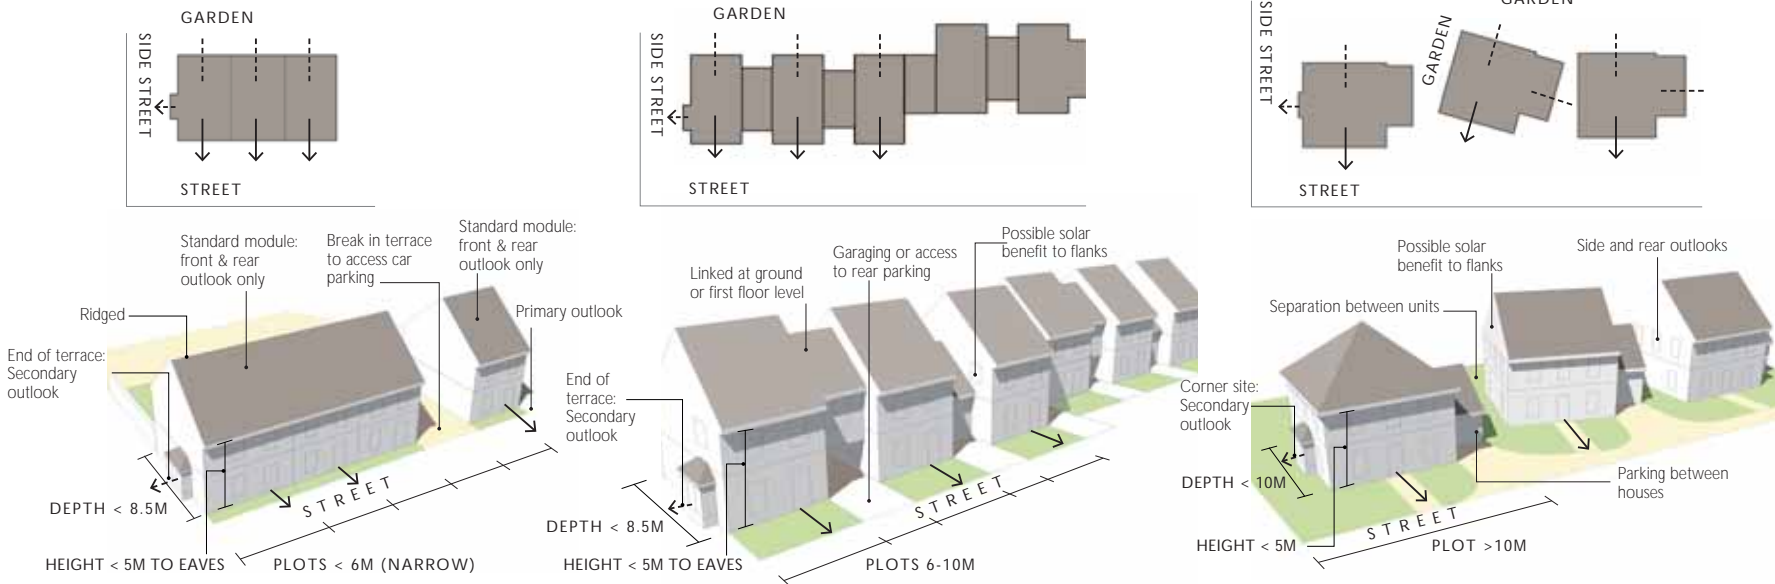 GARDEN
SIDE STREET
STREET
Standard module:
front & rear
outlook only
Break in terrace
to access car
parking
Standard module:
front & rear
outlook only
Ridged
Primary outlook
End of terrace:
Secondary
outlook
STREET
DEPTH < 8.5M
HEIGHT < 5M TO EAVES
PLOTS < 6M (NARROW)
GARDEN
SIDE STREET
STREET
Linked at ground
or first floor level
Garaging or access
to rear parking
Possible solar
benefit to flanks
End of
terrace:
Secondary
outlook
STREET
DEPTH < 8.5M
HEIGHT < 5M TO EAVES
PLOTS 6-10M
GARDEN
SIDE STREET
GARDEN
STREET
Possible solar
benefit to flanks
Side and rear outlooks
Separation between units
Corner site:
Secondary
outlook
DEPTH < 10M
Parking between
houses
STREET
HEIGHT < 5M
PLOT >10M